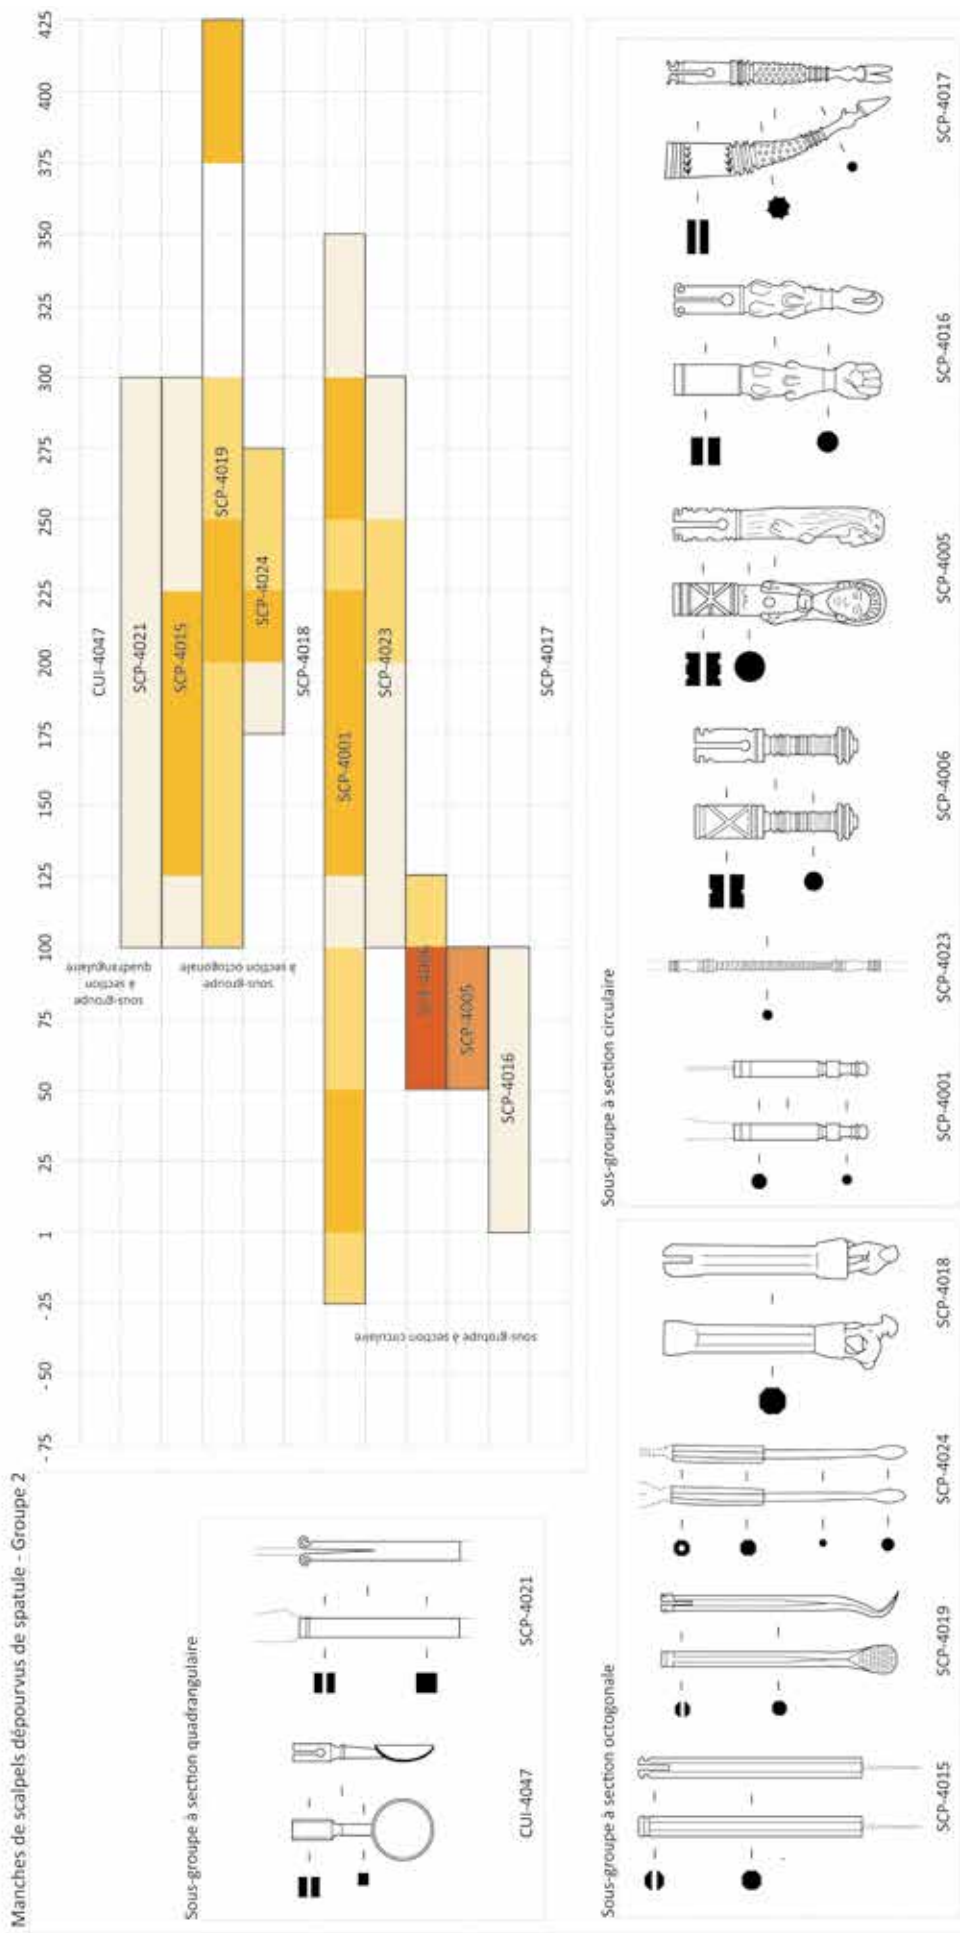 Manches de scalpels dépourvus de spatule - Groupe 2
- 75
- 50
- 25
1
25
50
75
100
125
150
175
200
225
250
275
300
325
350
375
400
425
sous-groupe
à section
quadrangulaire
CUI-4047
SCP-4021
sous-groupe
à section octogonale
SCP-4015
SCP-4019
SCP-4024
SCP-4018
sous-grotupe à section circulaire
SCP-4001
SCP-4023
SCP-4006
SCP-4005
SCP-4016
SCP-4017
Sous-groupe à section quadrangulaire
CUI-4047
SCP-4021
Sous-groupe à section octogonale
SCP-4015
SCP-4019
SCP-4024
SCP-4018
Sous-groupe à section circulaire
SCP-4001
SCP-4023
SCP-4006
SCP-4005
SCP-4016
SCP-4017